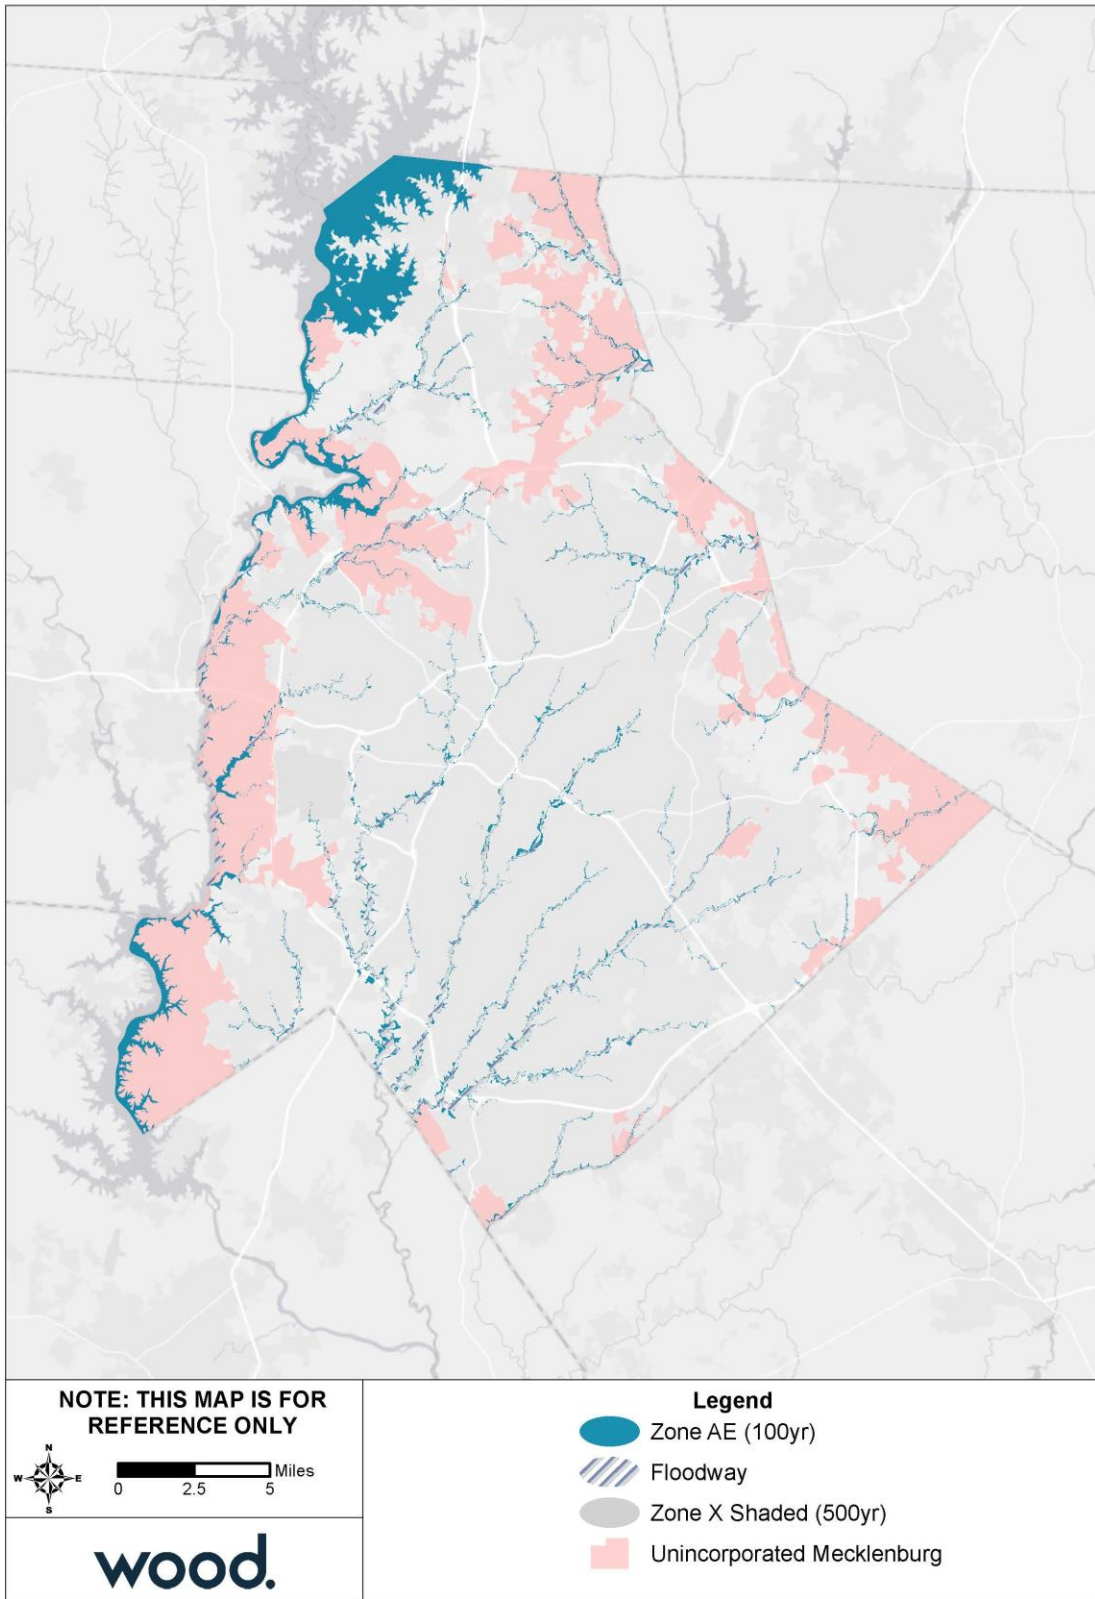 NOTE: THIS MAP IS FOR
REFERENCE ONLY
N
W E
S
Miles
0 2.5 5
wood.
Legend
Zone AE (100yr)
Floodway
Zone X Shaded (500yr)
Unincorporated Mecklenburg